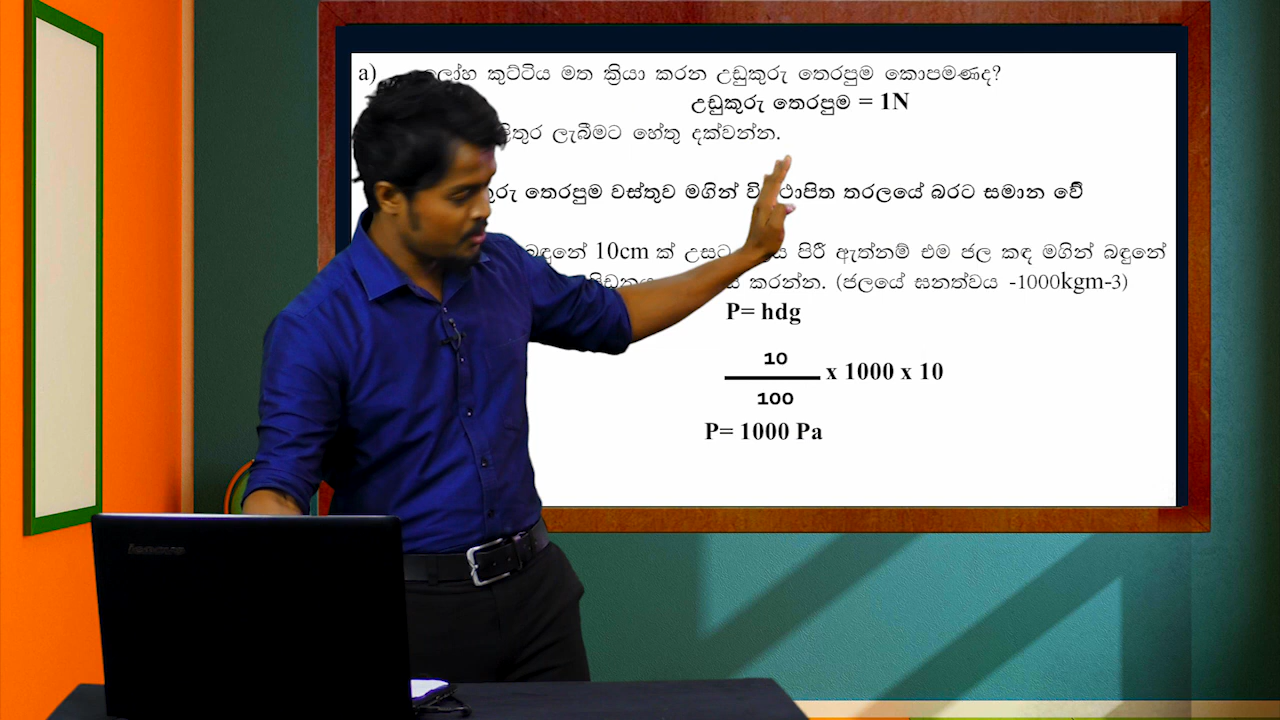 a) කුට්ටිය මත ක්‍රියා කරන උඩුකුරු තෙරපුම කොපමණද?
උඩුකුරු තෙරපුම = 1N
ලැබීමට හේතු දක්වන්න.
තෙරපුම වස්තුව මගින් තරලයේ බරට සමාන වේ
10cm ක් පිරී ඇත්නම් එම ජල කඳ මගින් බඳුනේ
කරන්න. (ජලයේ ඝනත්වය -1000kgm-3)
P= hdg
10
x 1000 x 10
100
P= 1000 Pa
lenovo